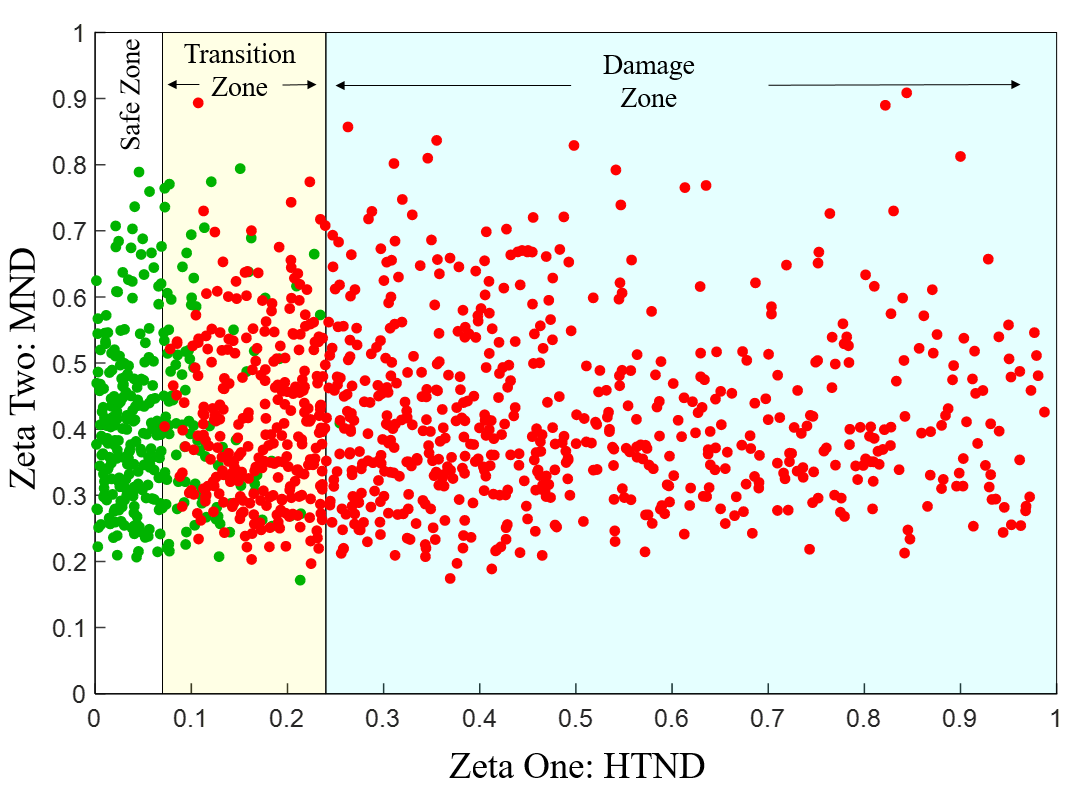 Safe Zone
Transition
Zone
Damage
Zone
Zeta Two: MND
1
0.9
0.8
0.7
0.6
0.5
0.4
0.3
0.2
0.1
0
0 0.1 0.2 0.3 0.4 0.5 0.6 0.7 0.8 0.9 1
Zeta One: HTND